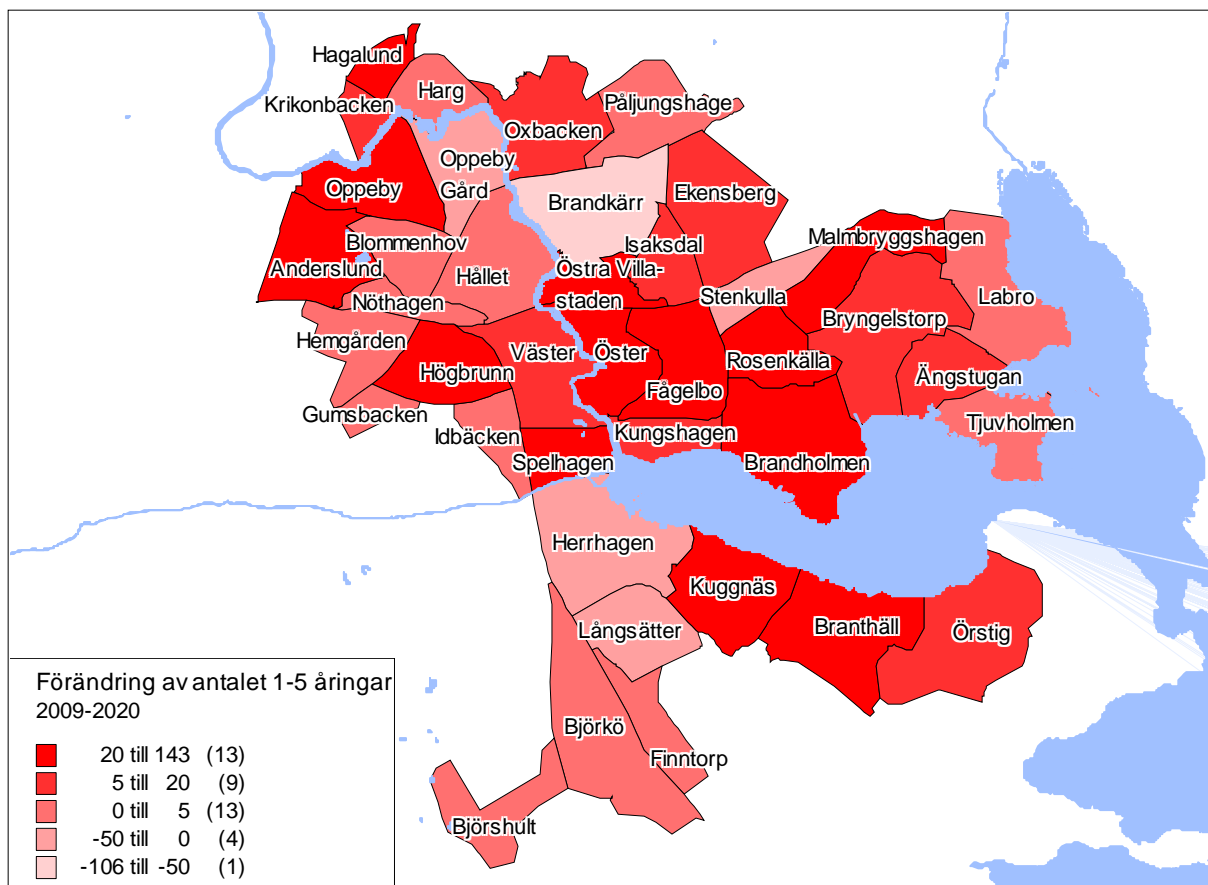 Hagalund
Harg
Krikonbacken
Påljungshage
Oxbacken
Oppeby
Gård
Oppeby
Brandkärr
Ekensberg
Blommenhov
Isaksdal
Malmbryggshagen
Anderslund
Hållet
Östra Villa-
staden
Nöthagen
Stenkulla
Labro
Hemgården
Bryngelstorp
Väster
Öster
Rosenkälla
Högbrunn
Fågelbo
Ängstugan
Gumsbacken
Idbäcken
Kungshagen
Tjuvholmen
Spelhagen
Brandholmen
Herrhagen
Kuggnäs
Långsätter
Branthäll
Örstig
Björkö
Finntorp
Björshult
Förändring av antalet 1-5 åringar
2009-2020
20 till 143 (13)
5 till 20 (9)
0 till 5 (13)
-50 till 0 (4)
-106 till -50 (1)